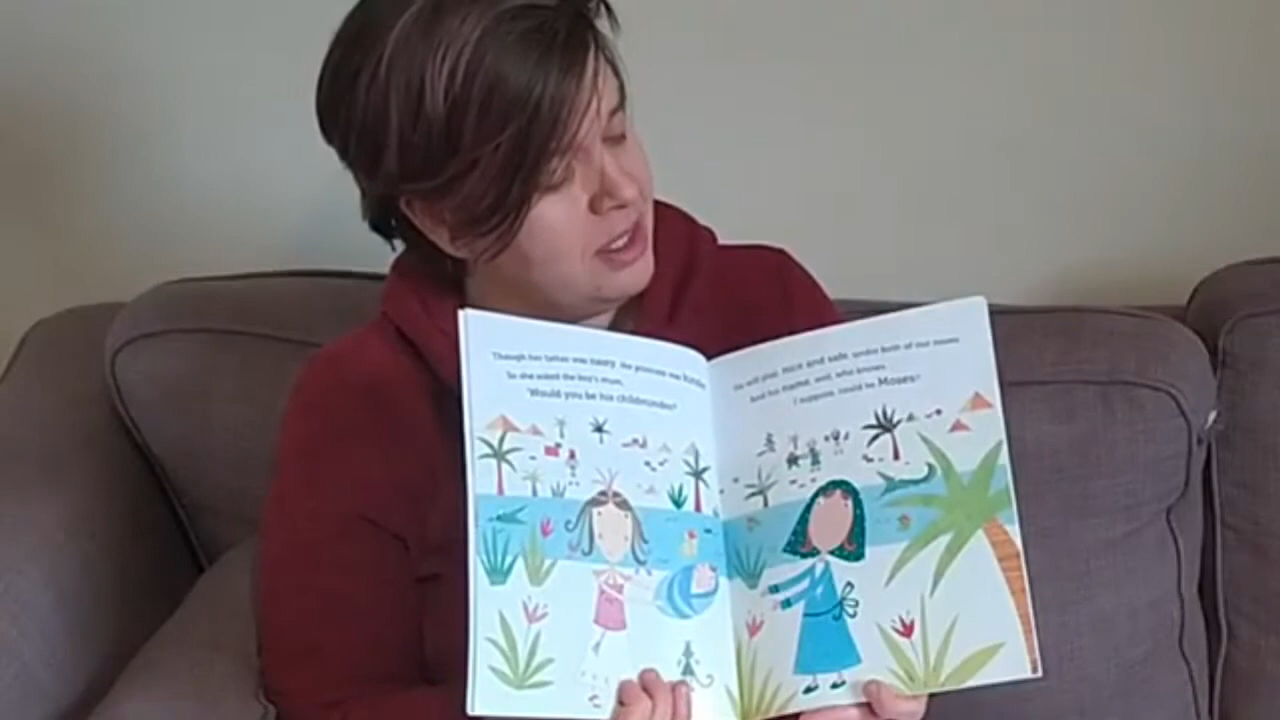 Though her father was nasty, the princess was kinder
So she asked the boy's mum,
"Would you be his childminder?
He will stay, nice and safe, under both of our noses
And his name, well, who knows,
I suppose, could be Moses?"